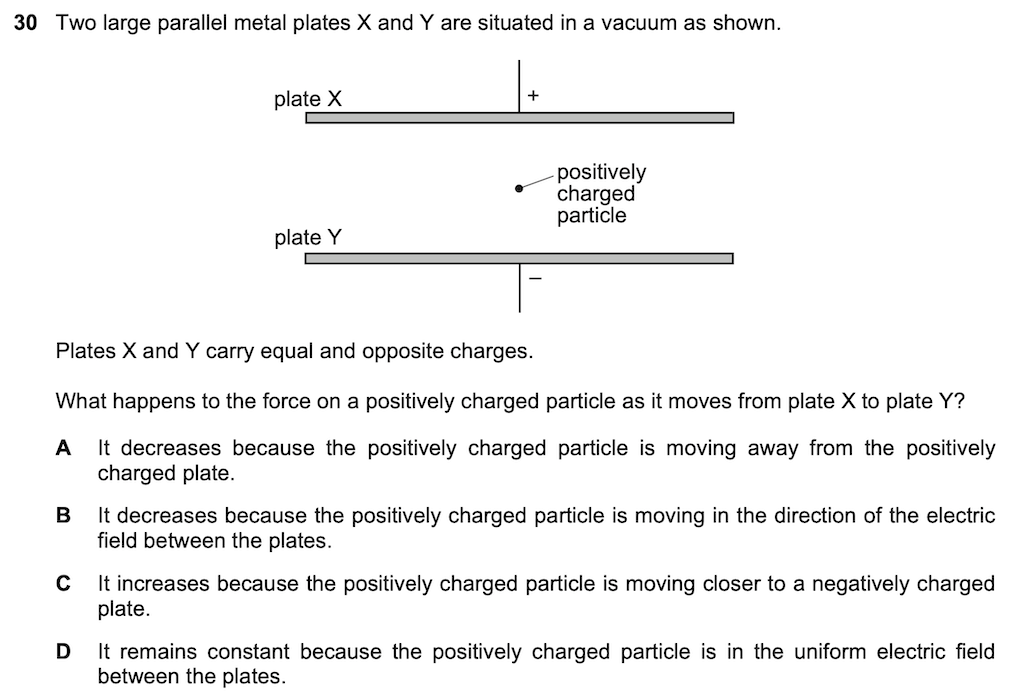 30 Two large parallel metal plates X and Y are situated in a vacuum as shown.
plate X
+
positively
charged
particle
plate Y
–
Plates X and Y carry equal and opposite charges.
What happens to the force on a positively charged particle as it moves from plate X to plate Y?
A It decreases because the positively charged particle is moving away from the positively
charged plate.
B It decreases because the positively charged particle is moving in the direction of the electric
field between the plates.
C It increases because the positively charged particle is moving closer to a negatively charged
plate.
D It remains constant because the positively charged particle is in the uniform electric field
between the plates.